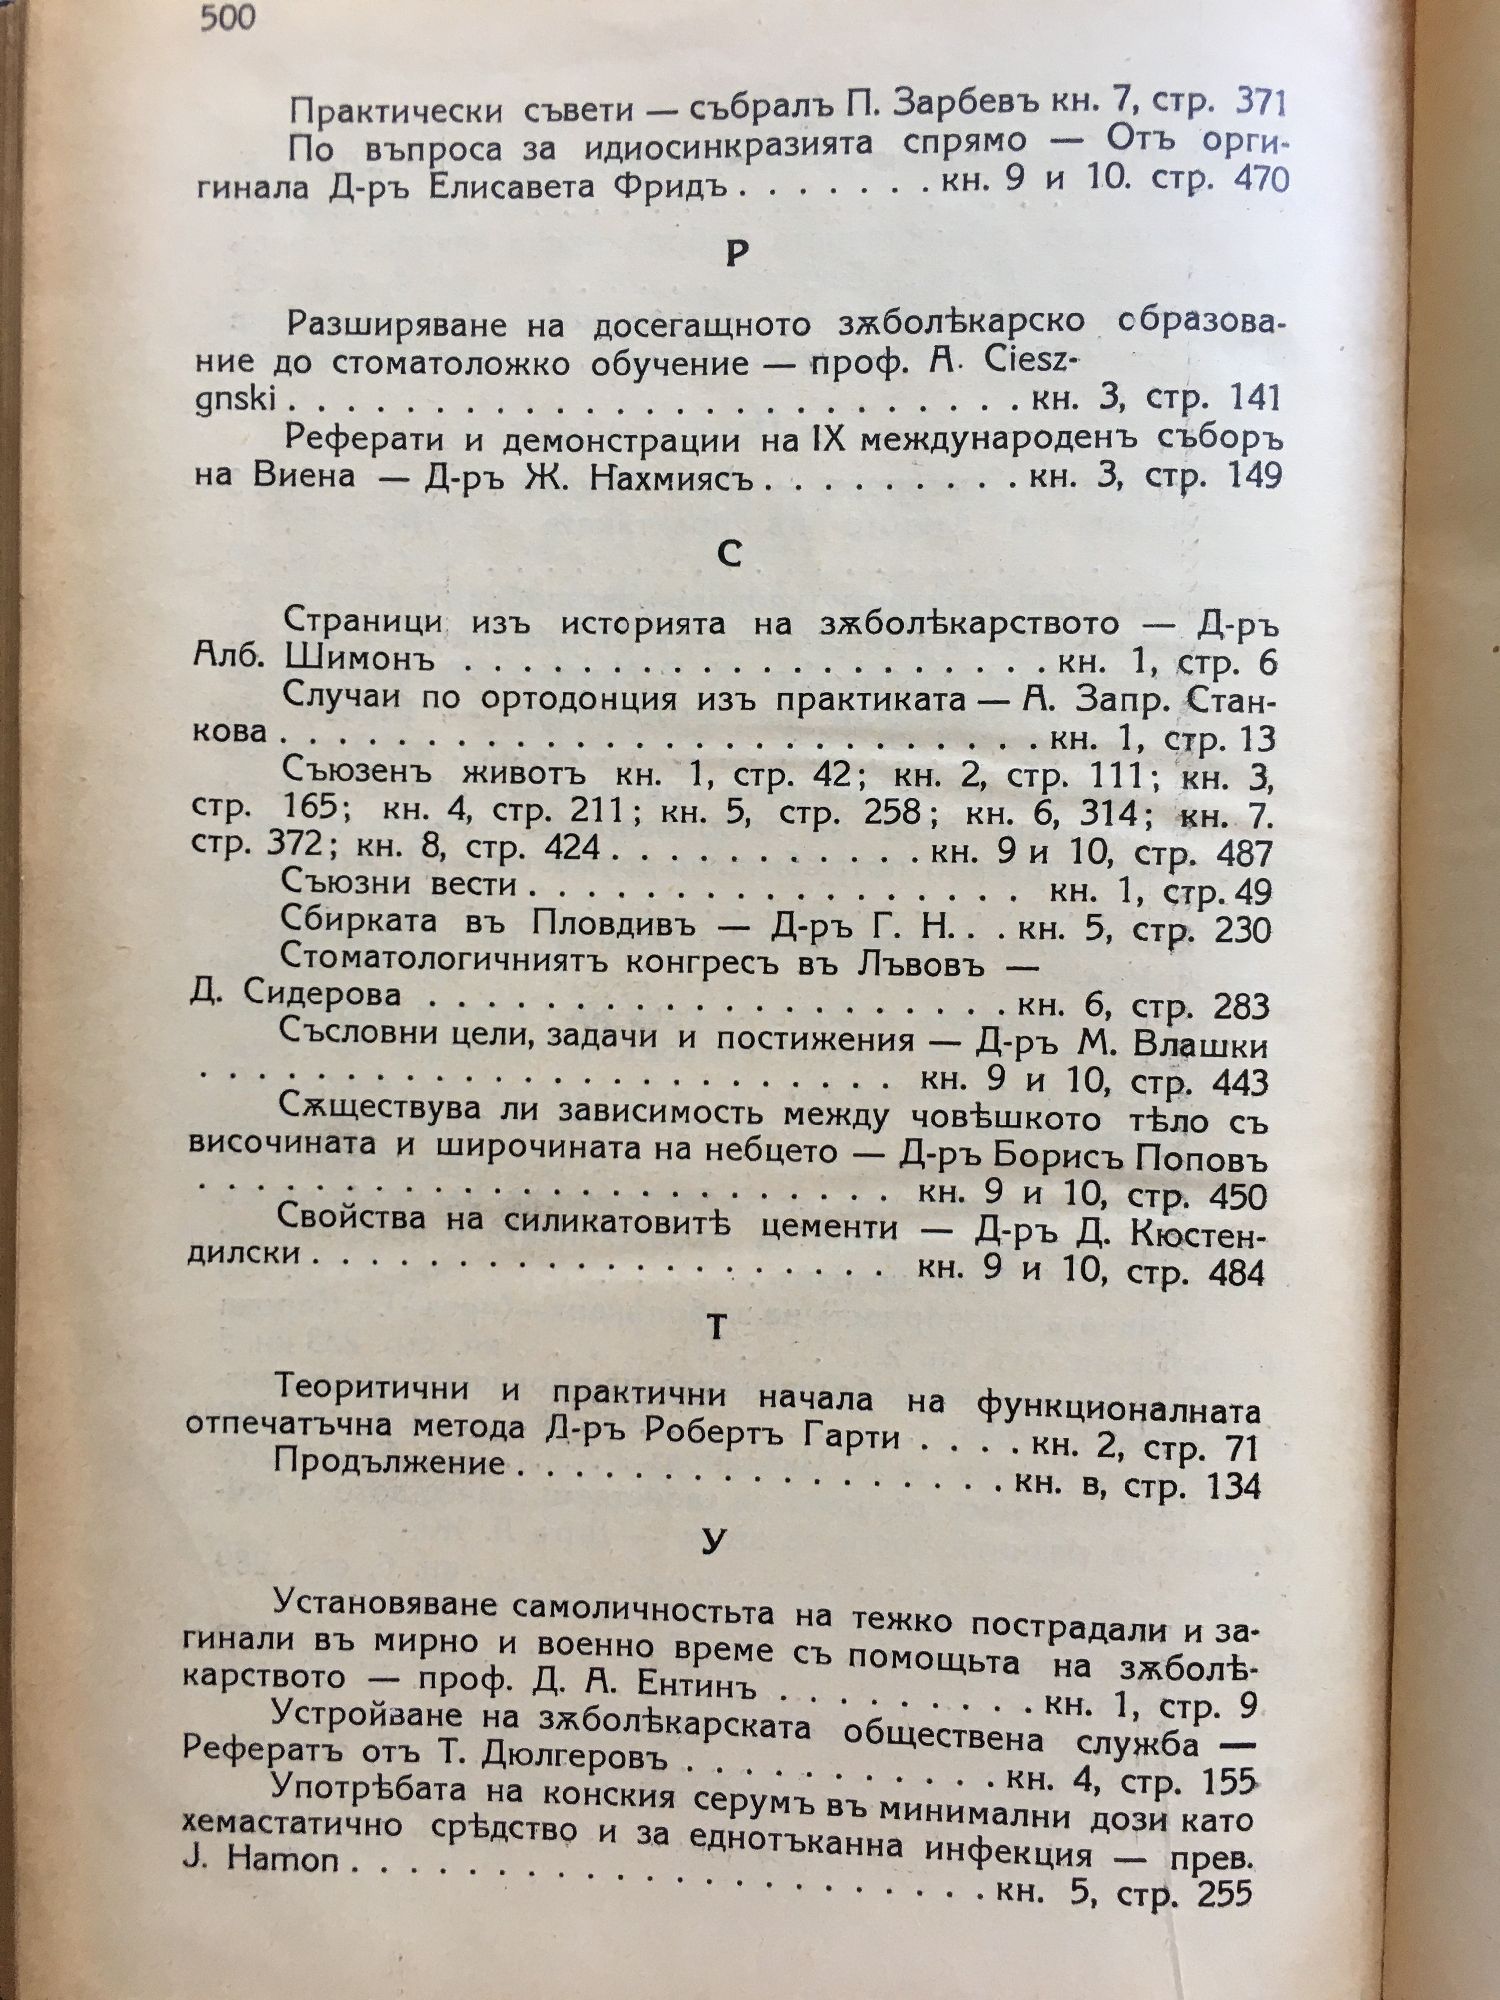 500
Практически съвети — събралъ П. Зарбевъ кн. 7, стр. 371
По въпроса за идиосинкразията спрямо — Отъ орги-
гинала Д-ръ Елисавета Фридъ . . . . . . . кн. 9 и 10. стр. 470
Р
Разширяване на досегащното зѫболѣкарско образова-
ние до стоматоложко обучение — проф. А. Ciesz-
gnski . . . . . . . . . . . . . . . . . . . . . . . . . кн. 3, стр. 141
Реферати и демонстрации на IX международенъ съборъ
на Виена — Д-ръ Ж. Нахмиясъ . . . . . . . . . кн. 3, стр. 149
С
Страници изъ историята на зѫболѣкарството — Д-ръ
Алб. Шимонъ . . . . . . . . . . . . . . . . . . . . кн. 1, стр. 6
Случаи по ортодонция изъ практиката — А. Запр. Стан-
кова . . . . . . . . . . . . . . . . . . . . . . . . . . кн. 1, стр. 13
Съюзенъ животъ кн. 1, стр. 42; кн. 2, стр. 111; кн. 3,
стр. 165; кн. 4, стр. 211; кн. 5, стр. 258; кн. 6, 314; кн. 7.
стр. 372; кн. 8, стр. 424 . . . . . . . . . . . кн. 9 и 10, стр. 487
Съюзни вести . . . . . . . . . . . . . . . . . кн. 1, стр. 49
Сбирката въ Пловдивъ — Д-ръ Г. Н. . . кн. 5, стр. 230
Стоматологичниятъ конгресъ въ Лъвовъ —
Д. Сидерова . . . . . . . . . . . . . . . . . . . . кн. 6, стр. 283
Съсловни цели, задачи и постижения — Д-ръ М. Влашки
. . . . . . . . . . . . . . . . . . . . . . . . кн. 9 и 10, стр. 443
Сѫществува ли зависимость между човѣшкото тѣло съ
височината и широчината на небцето — Д-ръ Борисъ Поповъ
. . . . . . . . . . . . . . . . . . . . . . . . кн. 9 и 10, стр. 450
Свойства на силикатовитѣ цементи — Д-ръ Д. Кюстен-
дилски . . . . . . . . . . . . . . . . . . . . кн. 9 и 10, стр. 484
Т
Теоритични и практични начала на функционалната
отпечатъчна метода Д-ръ Робертъ Гарти . . . . кн. 2, стр. 71
Продължение . . . . . . . . . . . . . . . . . кн. в, стр. 134
У
Установяване самоличностьта на тежко пострадали и за-
гинали въ мирно и военно време съ помощьта на зѫболѣ-
карството — проф. Д. А. Ентинъ . . . . . . . . . кн. 1, стр. 9
Устройване на зѫболѣкарската обществена служба —
Рефератъ отъ Т. Дюлгеровъ . . . . . . . . . . . кн. 4, стр. 155
Употрѣбата на конския серумъ въ минимални дози като
хемастатично срѣдство и за еднотъканна инфекция — прев.
J. Hamon . . . . . . . . . . . . . . . . . . . . . . кн. 5, стр. 255